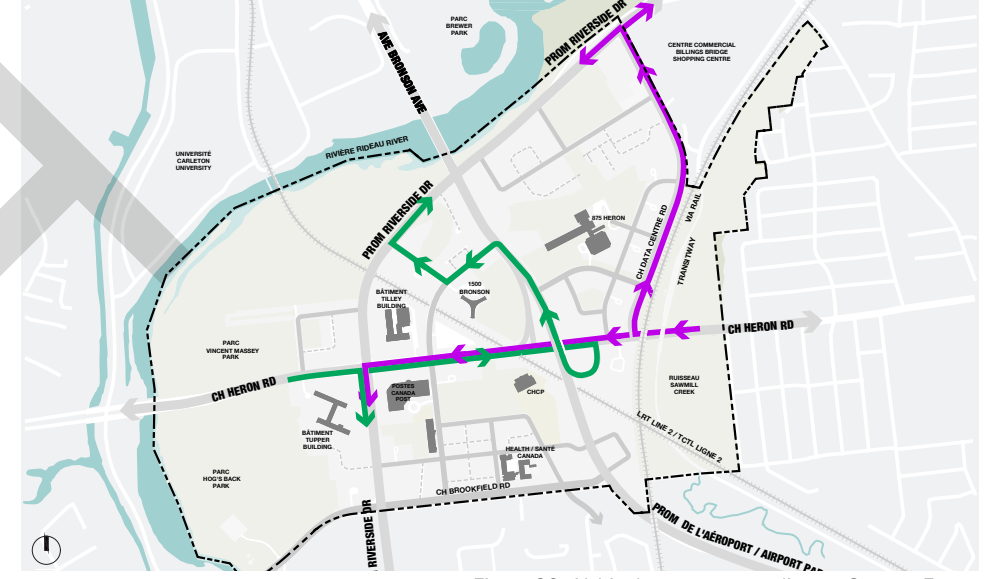 PARC
BREWER
PARK
PROM RIVERSIDE DR
CENTRE COMMERCIAL
BILLINGS BRIDGE
SHOPPING CENTRE
AVE BRONSON AVE
RIVIÈRE RIDEAU RIVER
UNIVERSITÉ
CARLETON
UNIVERSITY
PROM RIVERSIDE DR
875 HERON
CH DATA CENTRE RD
VIA RAIL
TRANSITWAY
1500
BRONSON
BÂTIMENT
TILLEY
BUILDING
CH HERON RD
PARC
VINCENT MASSEY
PARK
CH HERON RD
POSTES
CANADA
POST
CHCP
RUISSEAU
SAWMILL
CREEK
BÂTIMENT
TUPPER
BUILDING
LRT LINE 2 / TCTL LIGNE 2
HEALTH / SANTÉ
CANADA
PARC
HOG'S BACK
PARK
CH BROOKFIELD RD
RIVERSIDE DR
PROM DE L'AÉROPORT / AIRPORT